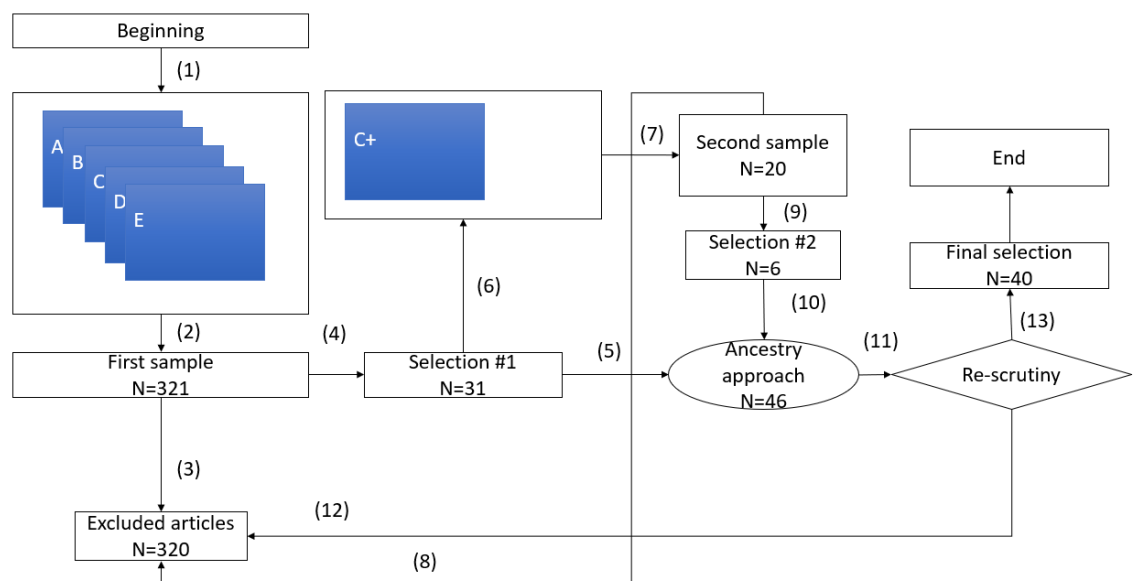 Beginning
(1)
A
B
C
D
E
C+
(7)
Second sample
N=20
End
(9)
Selection #2
N=6
Final selection
N=40
(6)
(10)
(2)
(4)
(5)
(11)
(13)
First sample
N=321
Selection #1
N=31
Ancestry
approach
N=46
Re-scrutiny
(3)
(12)
Excluded articles
N=320
(8)